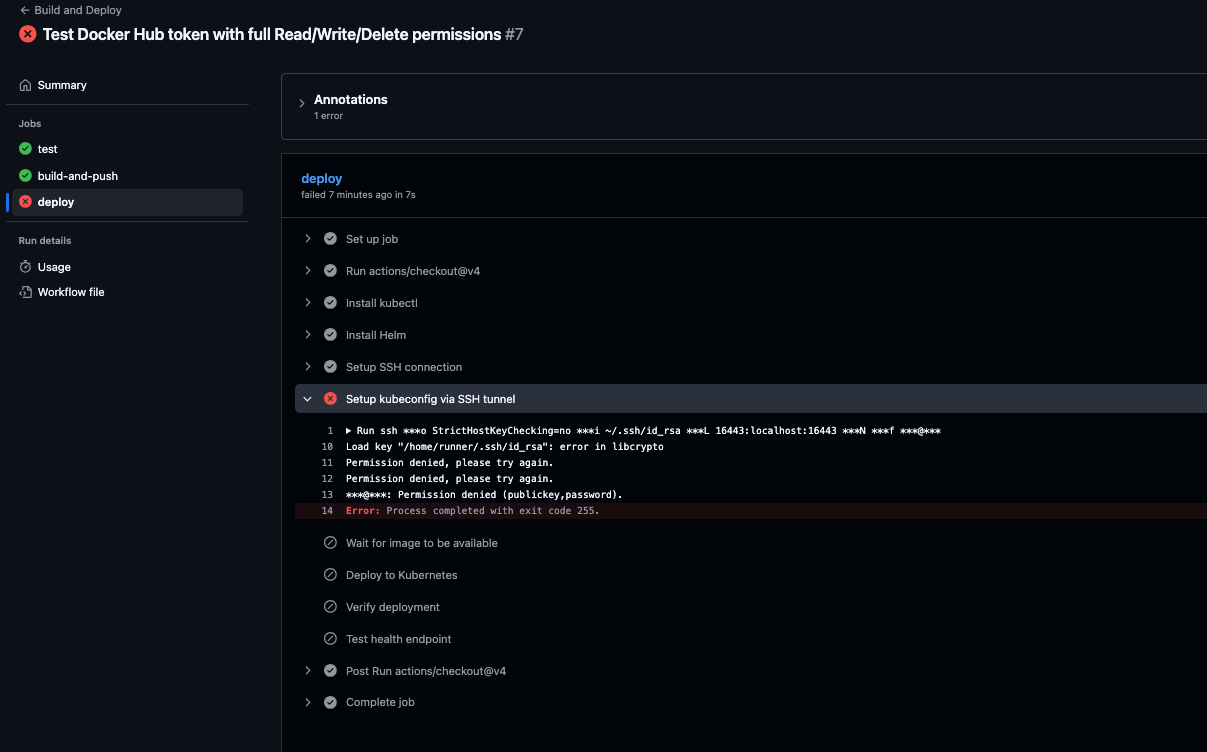 ← Build and Deploy
Test Docker Hub token with full Read/Write/Delete permissions #7
Summary
Jobs
test
build-and-push
deploy
Run details
Usage
Workflow file
Annotations
1 error
deploy
failed 7 minutes ago in 7s
Set up job
Run actions/checkout@v4
Install kubectl
Install Helm
Setup SSH connection
Setup kubeconfig via SSH tunnel
1 ▶ Run ssh ***o StrictHostKeyChecking=no ***i ~/.ssh/id_rsa ***L 16443:localhost:16443 ***N ***f ***@***
10 Load key "/home/runner/.ssh/id_rsa": error in libcrypto
11 Permission denied, please try again.
12 Permission denied, please try again.
13 ***@***: Permission denied (publickey,password).
14 Error: Process completed with exit code 255.
Wait for image to be available
Deploy to Kubernetes
Verify deployment
Test health endpoint
Post Run actions/checkout@v4
Complete job